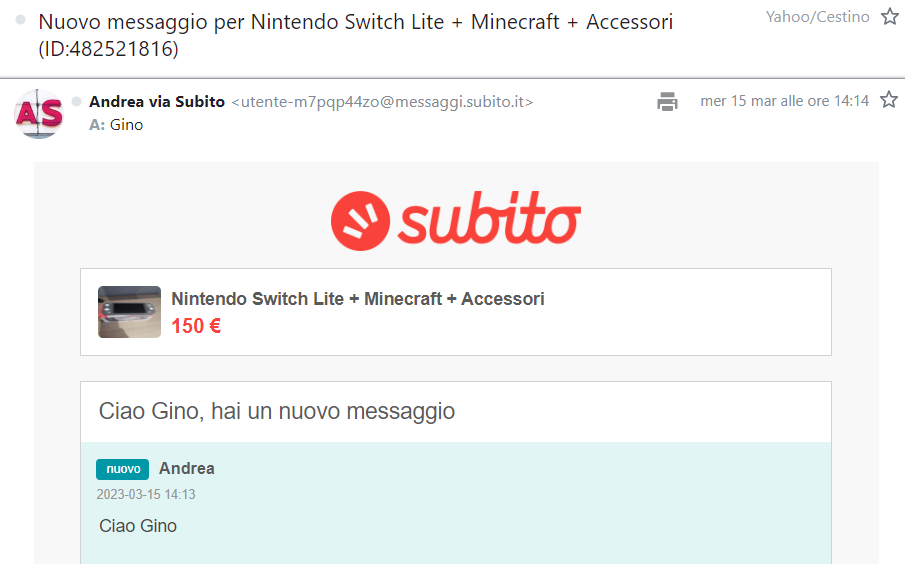 Nuovo messaggio per Nintendo Switch Lite + Minecraft + Accessori
(ID:482521816)
Yahoo/Cestino
AS
Andrea via Subito <utente-m7pqp44zo@messaggi.subito.it>
mer 15 mar alle ore 14:14
A: Gino
subito
Nintendo Switch Lite + Minecraft + Accessori
150 €
Ciao Gino, hai un nuovo messaggio
nuovo Andrea
2023-03-15 14:13
Ciao Gino